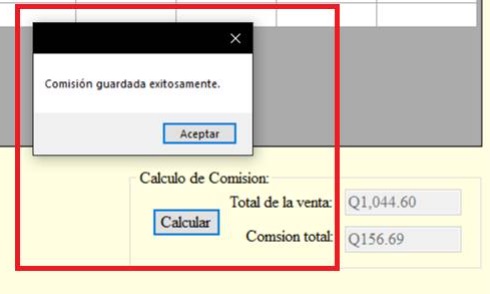 Comisión guardada exitosamente.
Aceptar
Calculo de Comision:
Total de la venta: Q1,044.60
Calcular
Comsion total: Q156.69